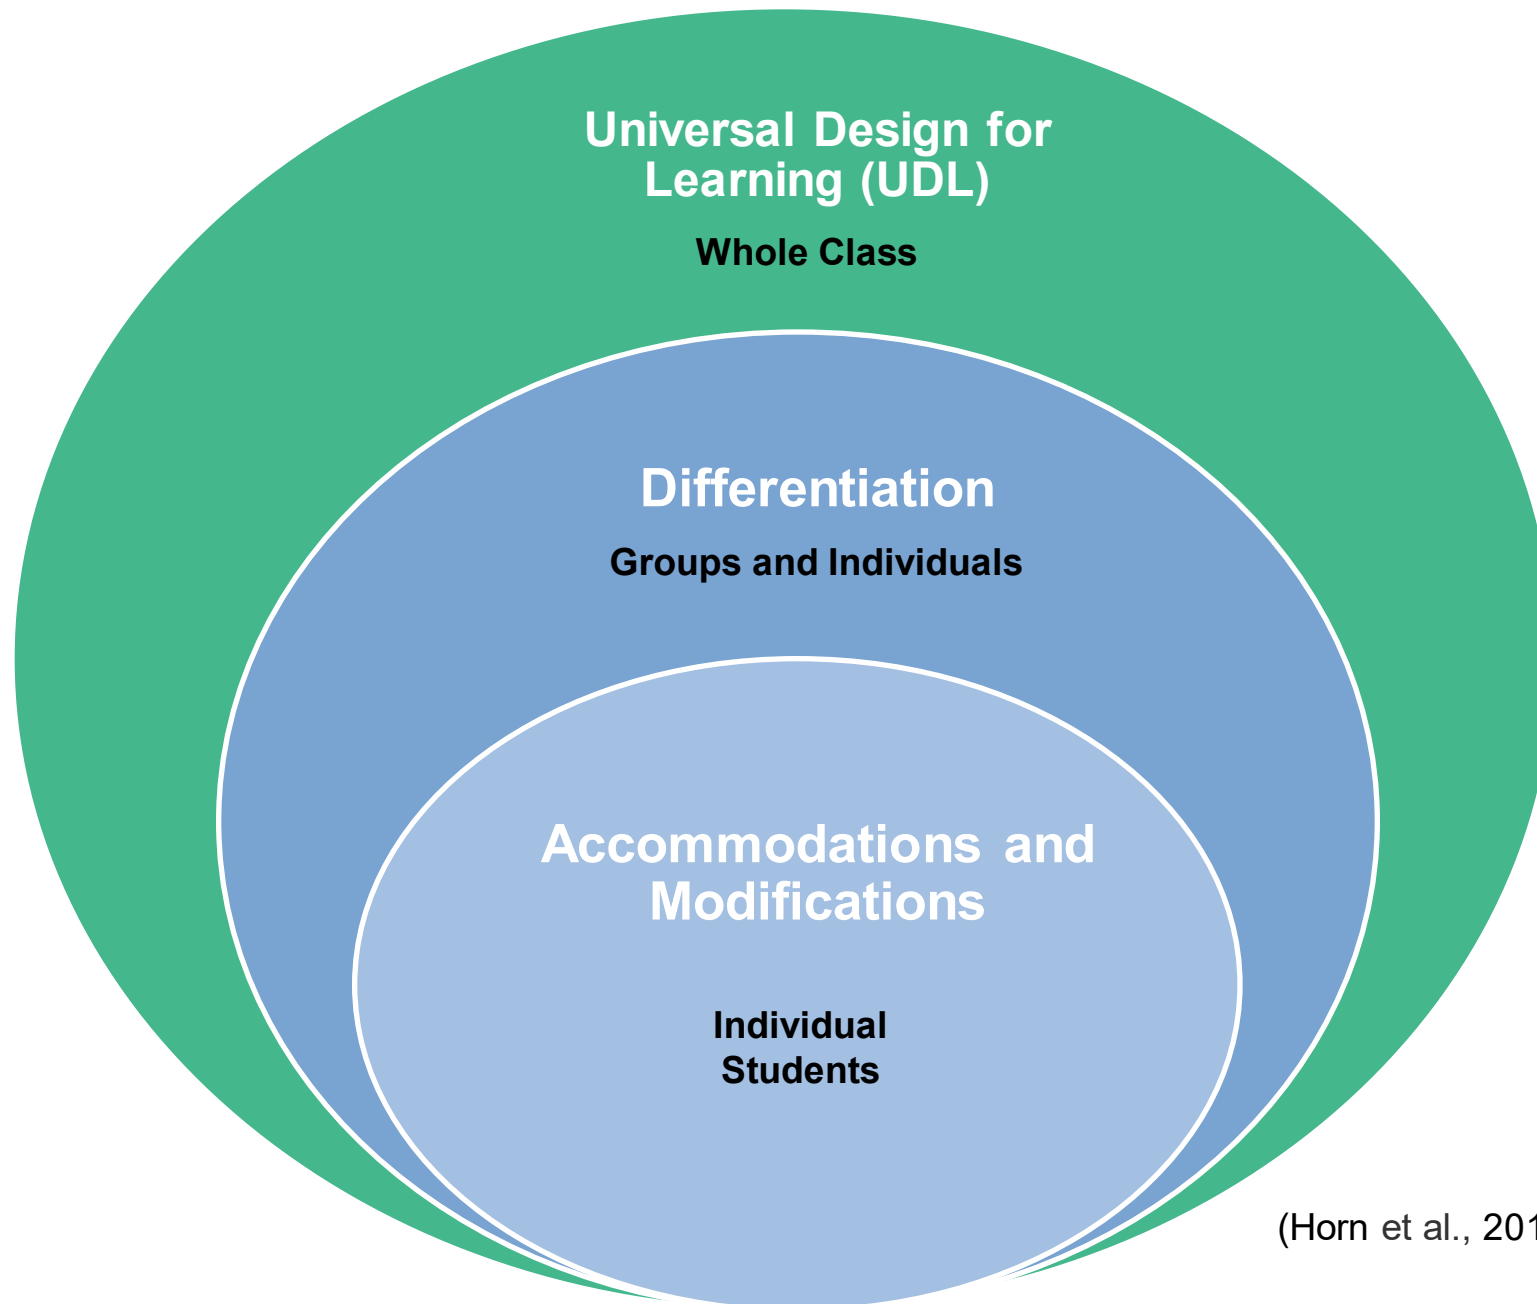 Universal Design for
Learning (UDL)
Whole Class
Differentiation
Groups and Individuals
Accommodations and
Modifications
Individual
Students
(Horn et al., 201